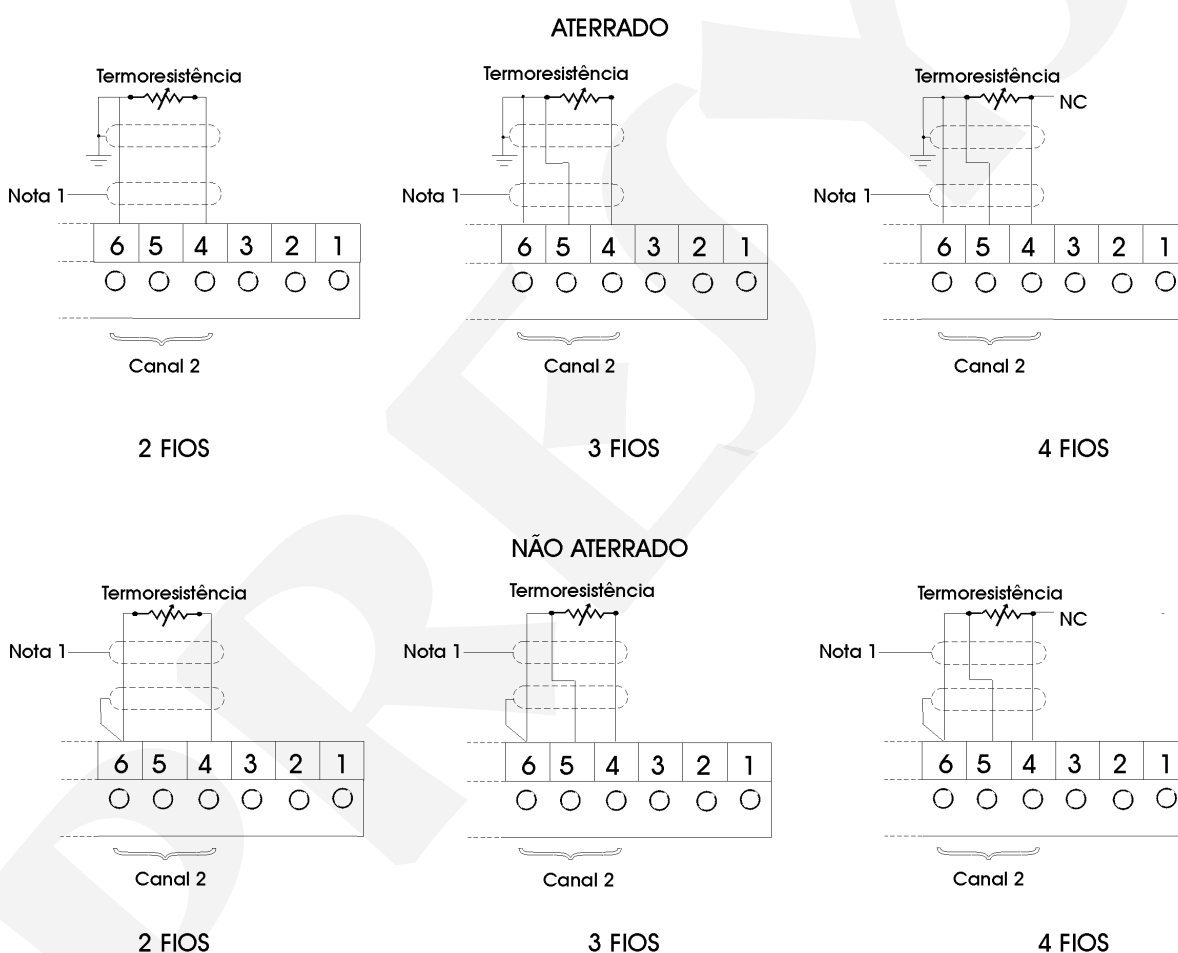 ATERRADO
Termoresistência
Nota 1
6 5 4 3 2 1
Canal 2
2 FIOS
Termoresistência
Nota 1
6 5 4 3 2 1
Canal 2
3 FIOS
Termoresistência
NC
Nota 1
6 5 4 3 2 1
Canal 2
4 FIOS
NÃO ATERRADO
Termoresistência
Nota 1
6 5 4 3 2 1
Canal 2
2 FIOS
Termoresistência
Nota 1
6 5 4 3 2 1
Canal 2
3 FIOS
Termoresistência
NC
Nota 1
6 5 4 3 2 1
Canal 2
4 FIOS